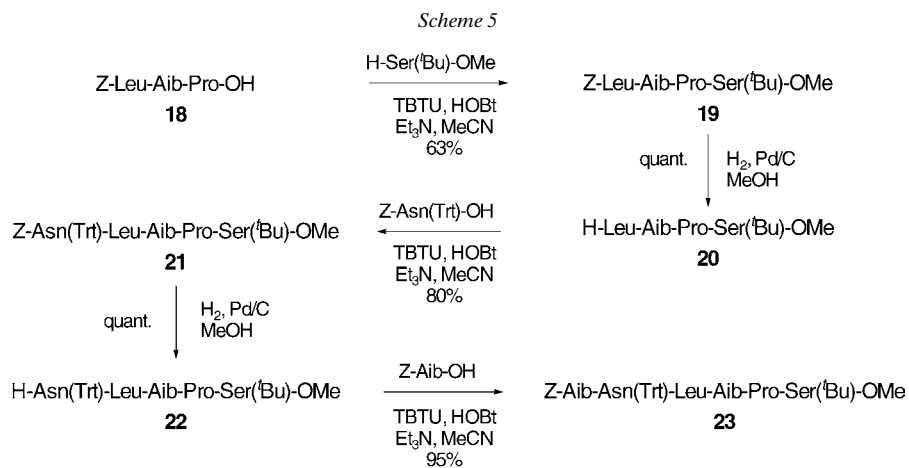 Scheme 5
Z-Leu-Aib-Pro-OH
18
H-Ser(ᵗBu)-OMe
TBTU, HOBt
Et₃N, MeCN
63%
Z-Leu-Aib-Pro-Ser(ᵗBu)-OMe
19
quant.
H₂, Pd/C
MeOH
H-Leu-Aib-Pro-Ser(ᵗBu)-OMe
20
Z-Asn(Trt)-OH
TBTU, HOBt
Et₃N, MeCN
80%
Z-Asn(Trt)-Leu-Aib-Pro-Ser(ᵗBu)-OMe
21
quant.
H₂, Pd/C
MeOH
H-Asn(Trt)-Leu-Aib-Pro-Ser(ᵗBu)-OMe
22
Z-Aib-OH
TBTU, HOBt
Et₃N, MeCN
95%
Z-Aib-Asn(Trt)-Leu-Aib-Pro-Ser(ᵗBu)-OMe
23